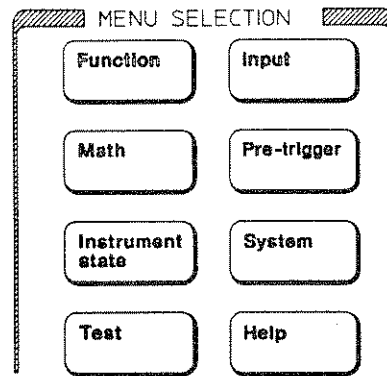 MENU SELECTION
Function
Input
Math
Pre-trigger
Instrument
state
System
Test
Help